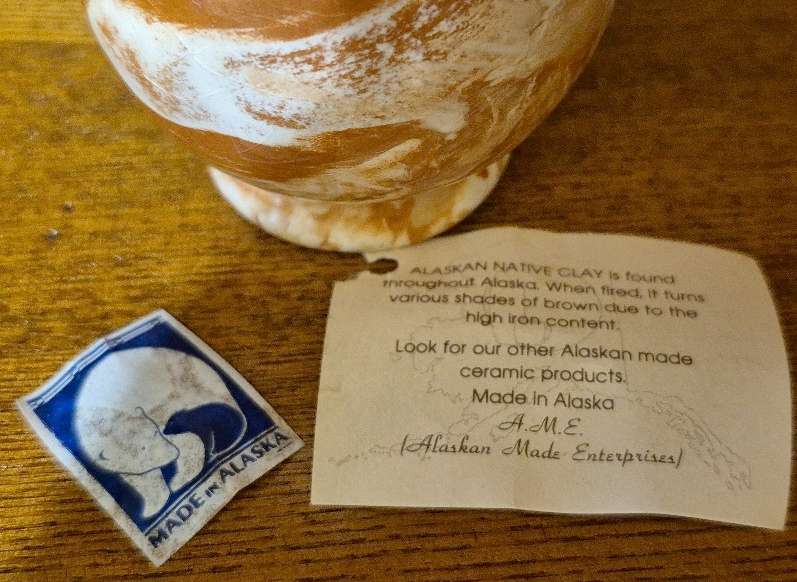 ALASKAN NATIVE CLAY is found
throughout Alaska. When fired, it turns
various shades of brown due to the
high iron content.
Look for our other Alaskan made
ceramic products.
Made in Alaska
A.M.E.
(Alaskan Made Enterprises)
MADE IN ALASKA